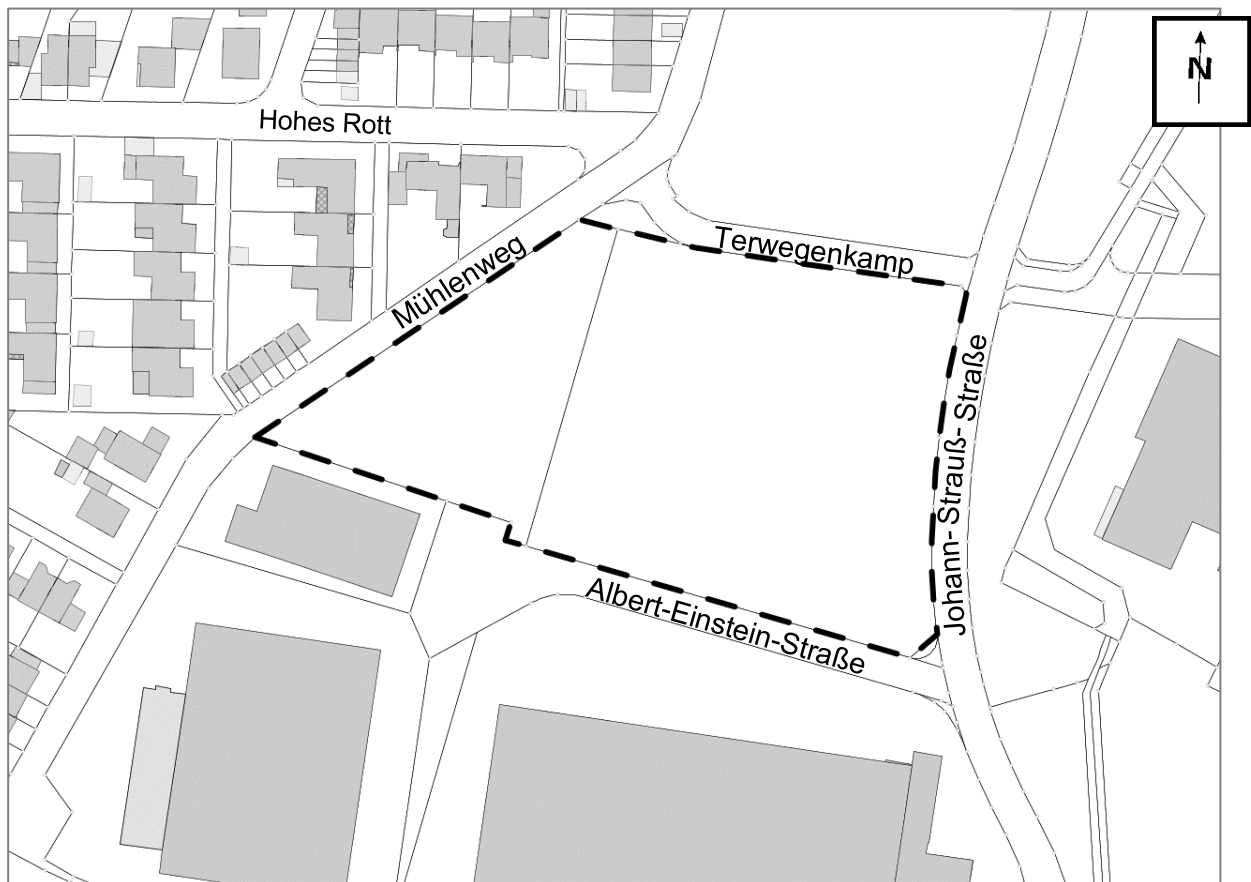 N
Hohes Rott
Terwegenkamp
Mühlenweg
Johann- Strauß- Straße
Albert-Einstein-Straße